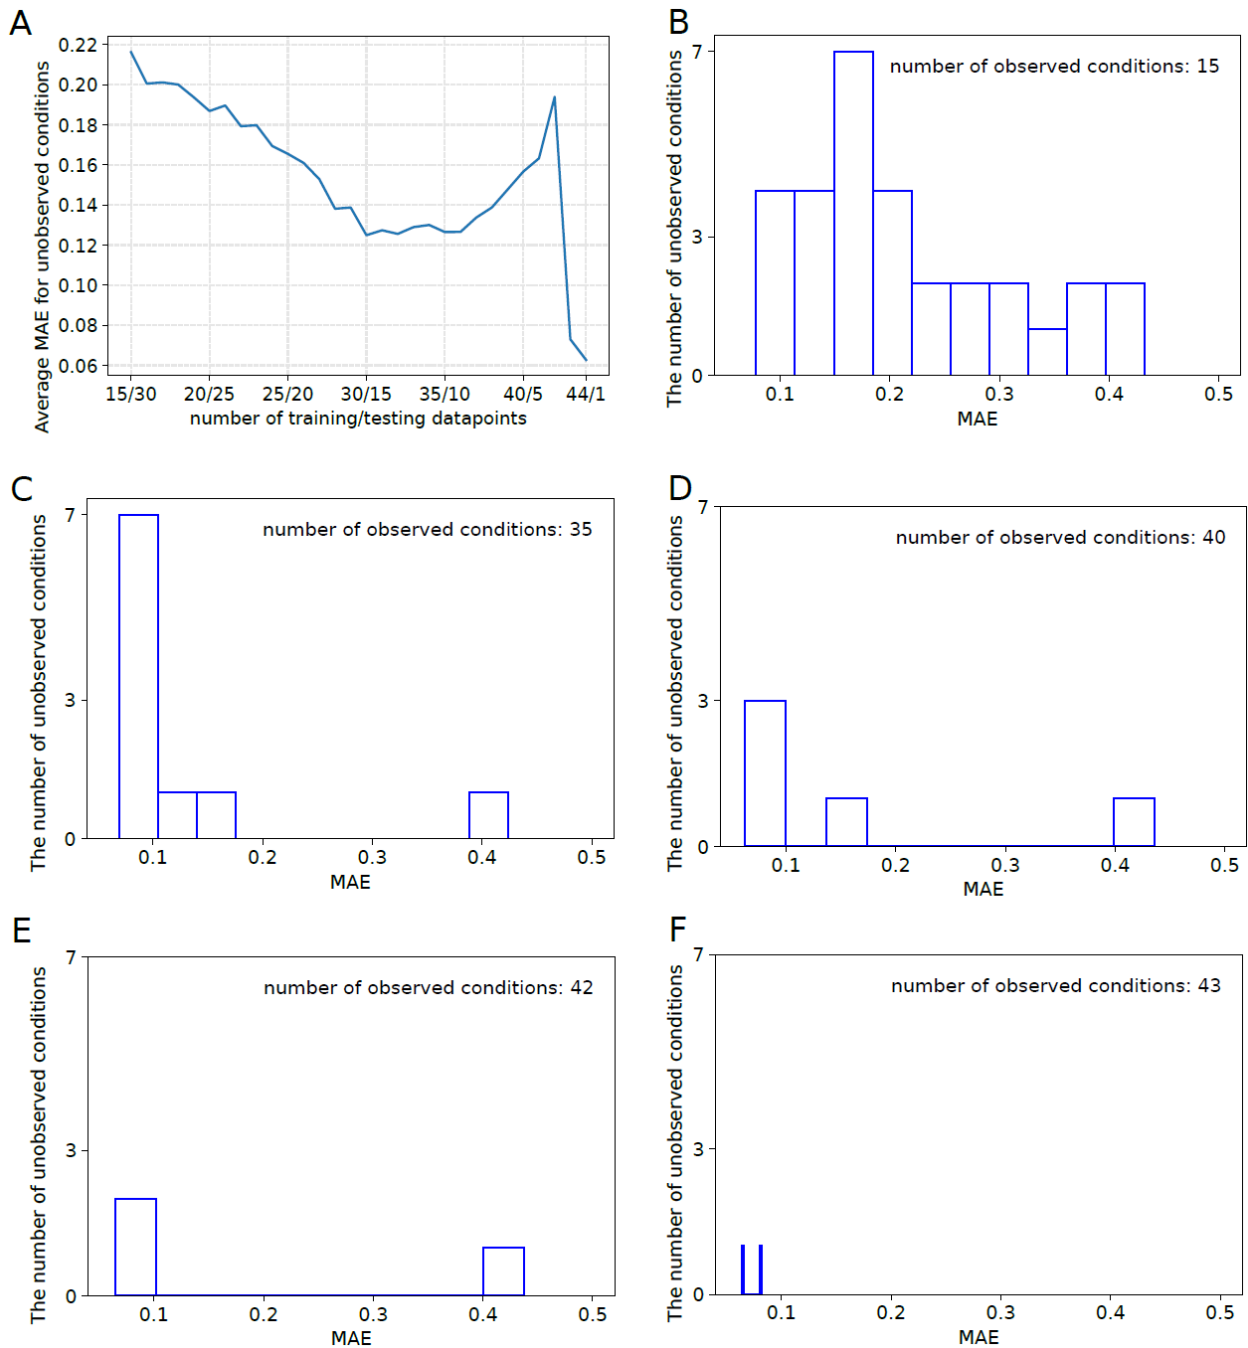 A
Average MAE for unobserved conditions
0.22
0.20
0.18
0.16
0.14
0.12
0.10
0.08
0.06
15/30 20/25 25/20 30/15 35/10 40/5 44/1
number of training/testing datapoints
B
The number of unobserved conditions
7
3
0
number of observed conditions: 15
0.1 0.2 0.3 0.4 0.5
MAE
C
The number of unobserved conditions
7
3
0
number of observed conditions: 35
0.1 0.2 0.3 0.4 0.5
MAE
D
The number of unobserved conditions
7
3
0
number of observed conditions: 40
0.1 0.2 0.3 0.4 0.5
MAE
E
The number of unobserved conditions
7
3
0
number of observed conditions: 42
0.1 0.2 0.3 0.4 0.5
MAE
F
The number of unobserved conditions
7
3
0
number of observed conditions: 43
0.1 0.2 0.3 0.4 0.5
MAE